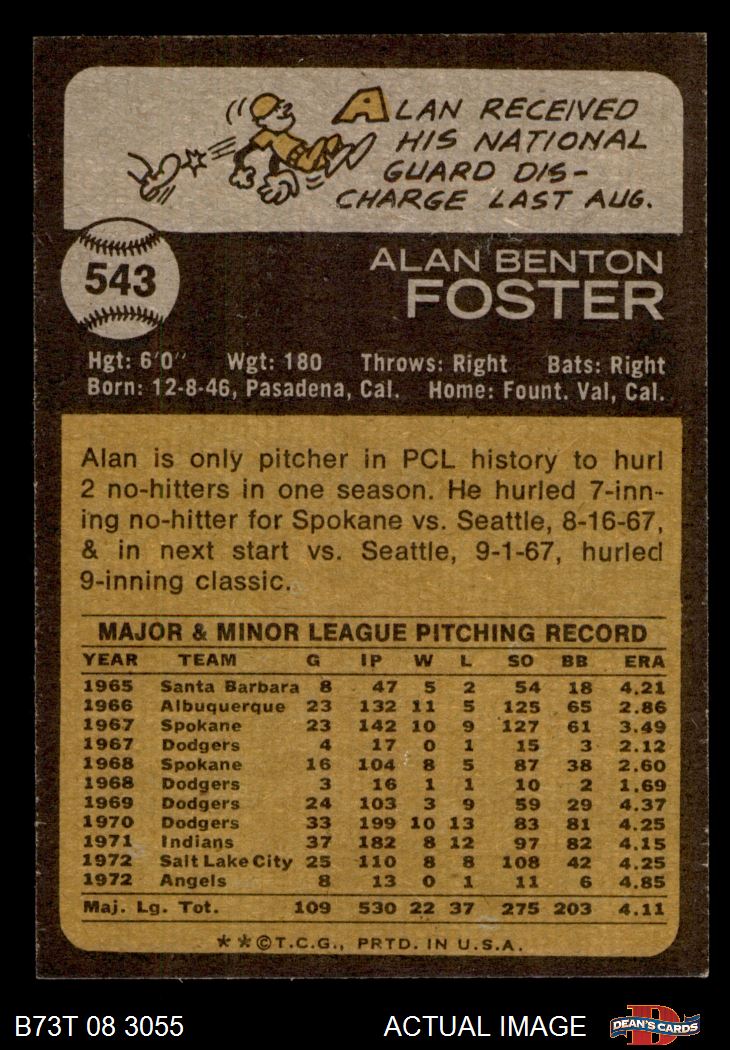 ALAN RECEIVED
HIS NATIONAL
GUARD DIS-
CHARGE LAST AUG.
543
ALAN BENTON
FOSTER
Hgt: 6'0" Wgt: 180 Throws: Right Bats: Right
Born: 12-8-46, Pasadena, Cal. Home: Fount. Val, Cal.
Alan is only pitcher in PCL history to hurl
2 no-hitters in one season. He hurled 7-inn-
ing no-hitter for Spokane vs. Seattle, 8-16-67,
& in next start vs. Seattle, 9-1-67, hurled
9-inning classic.
MAJOR & MINOR LEAGUE PITCHING RECORD
YEAR TEAM G IP W L SO BB ERA
1965 Santa Barbara 8 47 5 2 54 18 4.21
1966 Albuquerque 23 132 11 5 125 65 2.86
1967 Spokane 23 142 10 9 127 61 3.49
1967 Dodgers 4 17 0 1 15 3 2.12
1968 Spokane 16 104 8 5 87 38 2.60
1968 Dodgers 3 16 1 1 10 2 1.69
1969 Dodgers 24 103 3 9 59 29 4.37
1970 Dodgers 33 199 10 13 83 81 4.25
1971 Indians 37 182 8 12 97 82 4.15
1972 Salt Lake City 25 110 8 8 108 42 4.25
1972 Angels 8 13 0 1 11 6 4.85
Maj. Lg. Tot. 109 530 22 37 275 203 4.11
**©T.C.G., PRTD. IN U.S.A.
B73T 08 3055 ACTUAL IMAGE DEAN'S CARDS